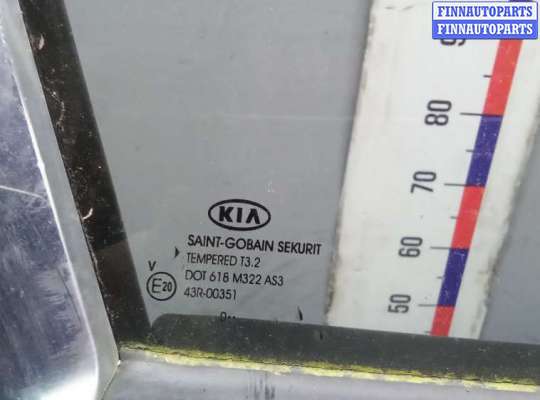 FINNAUTOPARTS
FINNAUTOPARTS
80
70
60
50
KIA
SAINT-GOBAIN SEKURIT
TEMPERED T3.2
DOT 618 M322 AS3
V
E20
43R-00351